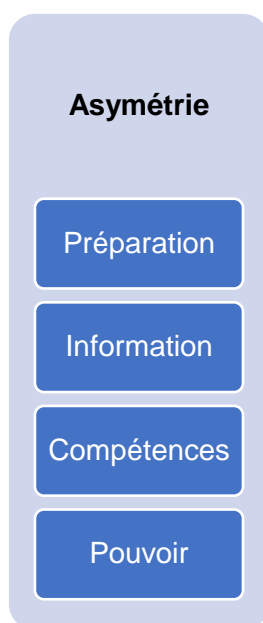 Asymétrie
Préparation
Information
Compétences
Pouvoir